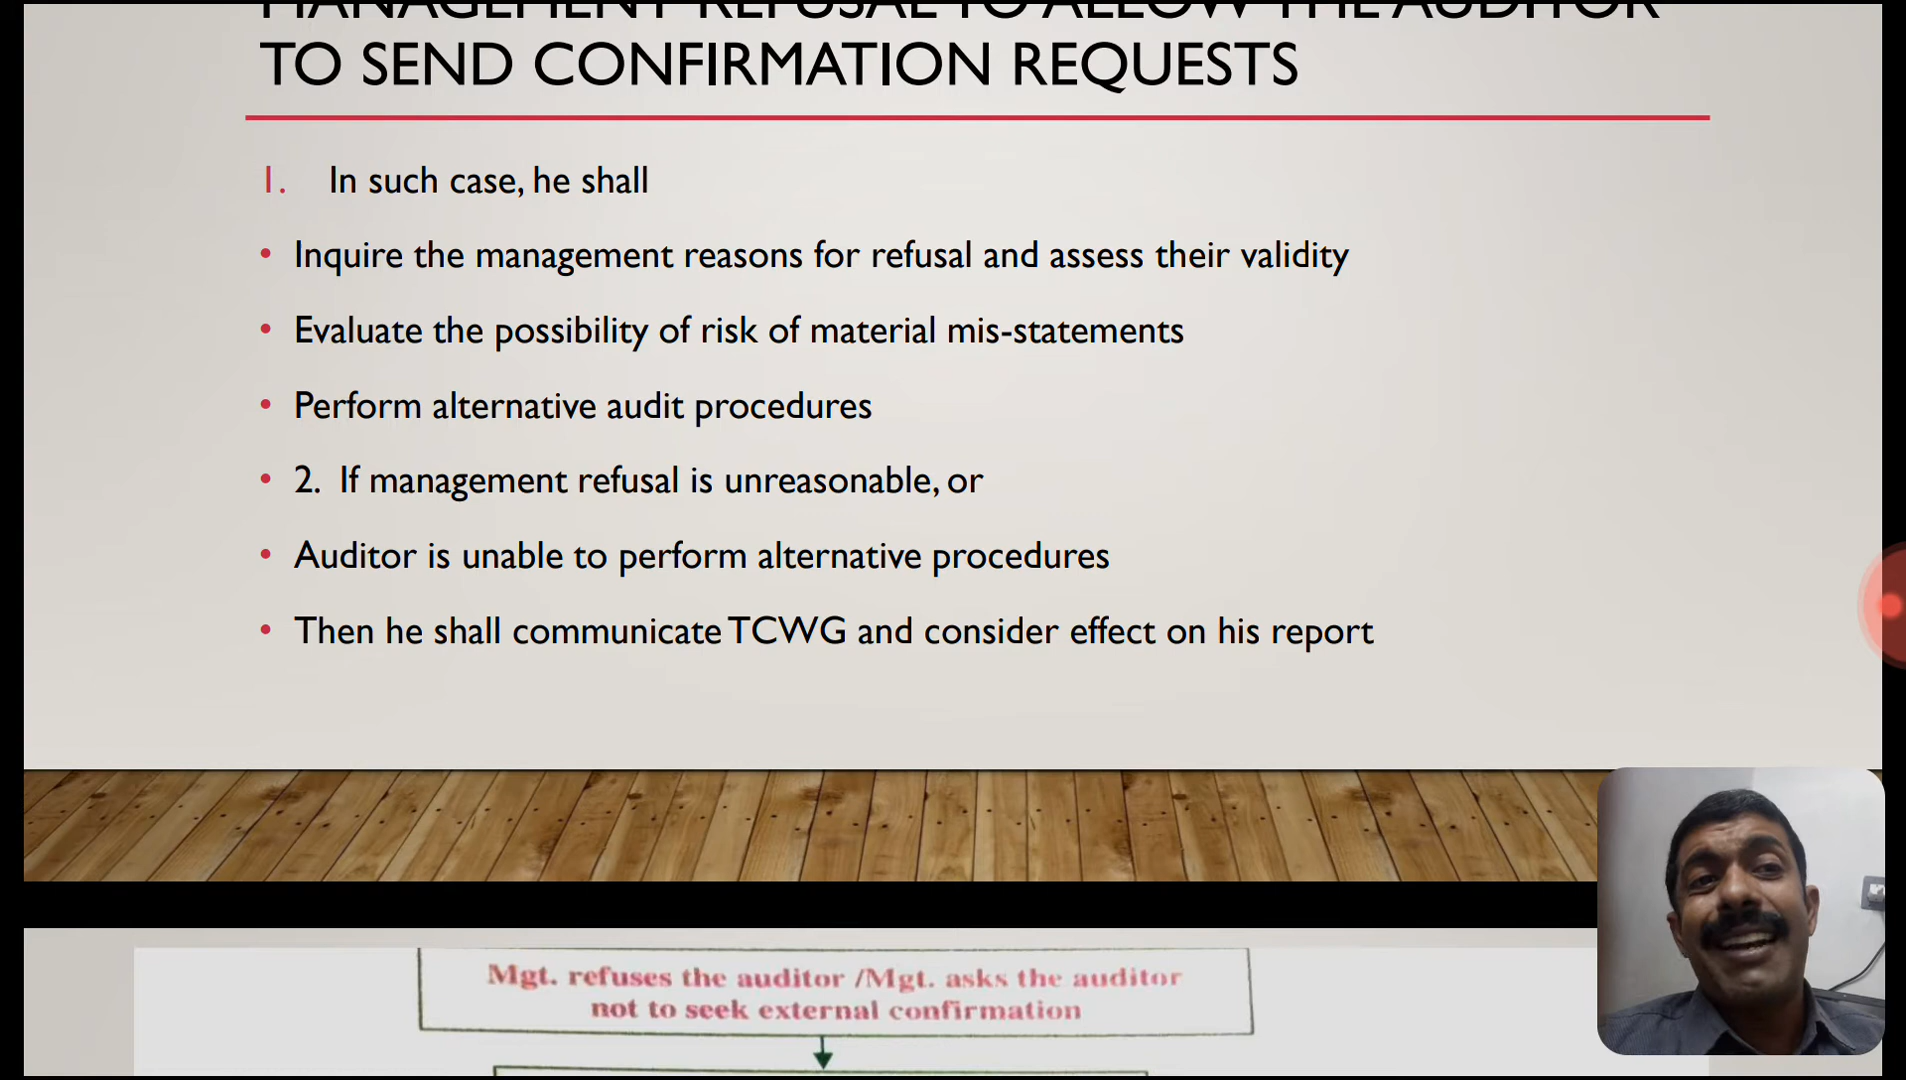 MANAGEMENT REFUSAL TO ALLOW THE AUDITOR
TO SEND CONFIRMATION REQUESTS
1. In such case, he shall
• Inquire the management reasons for refusal and assess their validity
• Evaluate the possibility of risk of material mis-statements
• Perform alternative audit procedures
• 2. If management refusal is unreasonable, or
• Auditor is unable to perform alternative procedures
• Then he shall communicate TCWG and consider effect on his report
Mgt. refuses the auditor /Mgt. asks the auditor
not to seek external confirmation